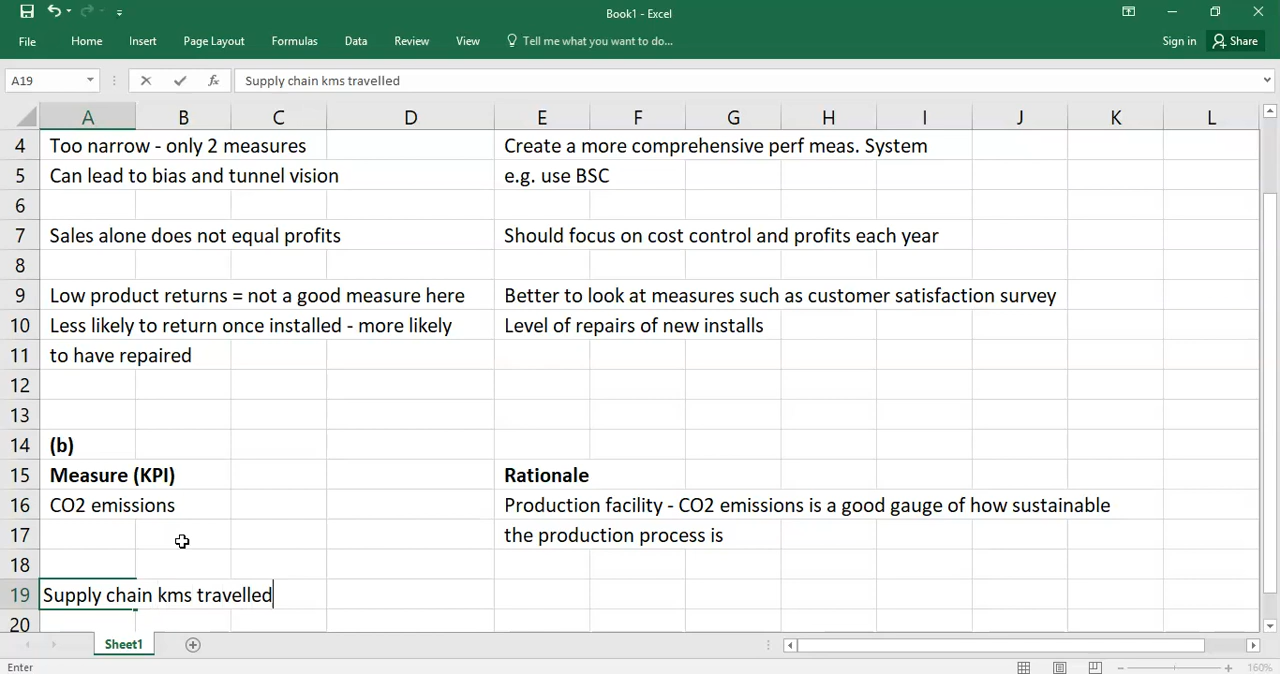 Book1 - Excel
File Home Insert Page Layout Formulas Data Review View Tell me what you want to do... Sign in Share
A19 fx Supply chain kms travelled
A B C D E F G H I J K L
4 Too narrow - only 2 measures Create a more comprehensive perf meas. System
5 Can lead to bias and tunnel vision e.g. use BSC
6
7 Sales alone does not equal profits Should focus on cost control and profits each year
8
9 Low product returns = not a good measure here Better to look at measures such as customer satisfaction survey
10 Less likely to return once installed - more likely Level of repairs of new installs
11 to have repaired
12
13
14 (b)
15 Measure (KPI) Rationale
16 CO2 emissions Production facility - CO2 emissions is a good gauge of how sustainable
17 the production process is
18
19 Supply chain kms travelled
20
Sheet1
Enter 160%